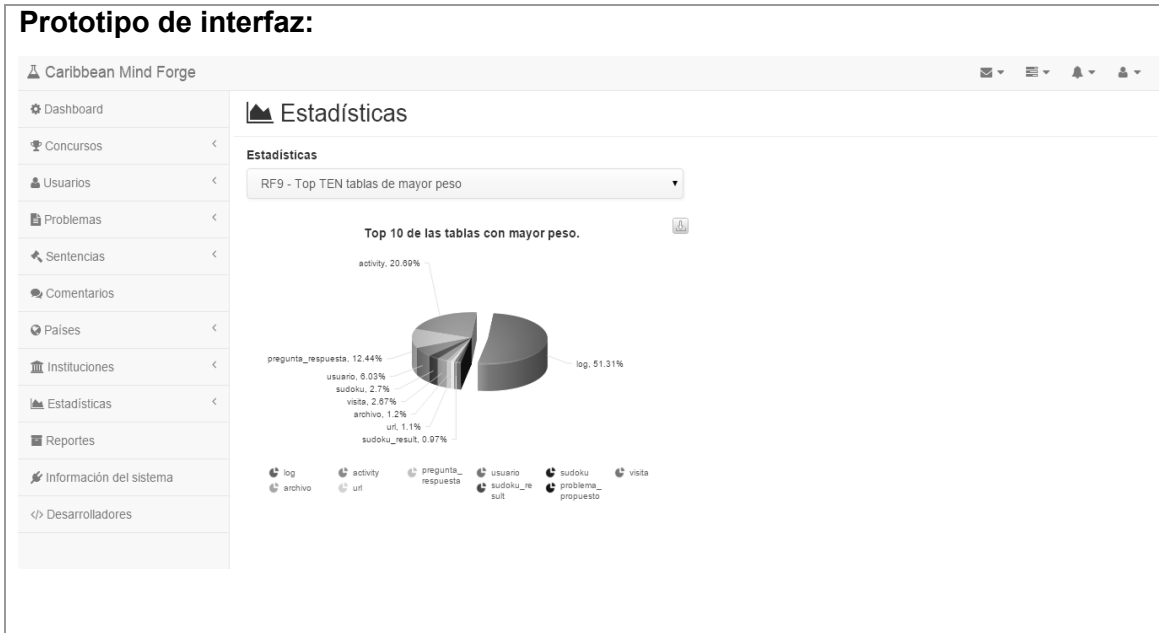 Prototipo de interfaz:
Caribbean Mind Forge
Dashboard
Concursos
Usuarios
Problemas
Sentencias
Comentarios
Países
Instituciones
Estadísticas
Reportes
Información del sistema
</> Desarrolladores
Estadísticas
Estadísticas
RF9 - Top TEN tablas de mayor peso
Top 10 de las tablas con mayor peso.
activity, 20.69%
pregunta_respuesta, 12.44%
log, 51.31%
usuario, 6.03%
sudoku, 2.7%
visita, 2.67%
archivo, 1.2%
url, 1.1%
sudoku_result, 0.97%
log
activity
pregunta_
respuesta
usuario
sudoku
visita
archivo
url
sudoku_re
sult
problema_
propuesto